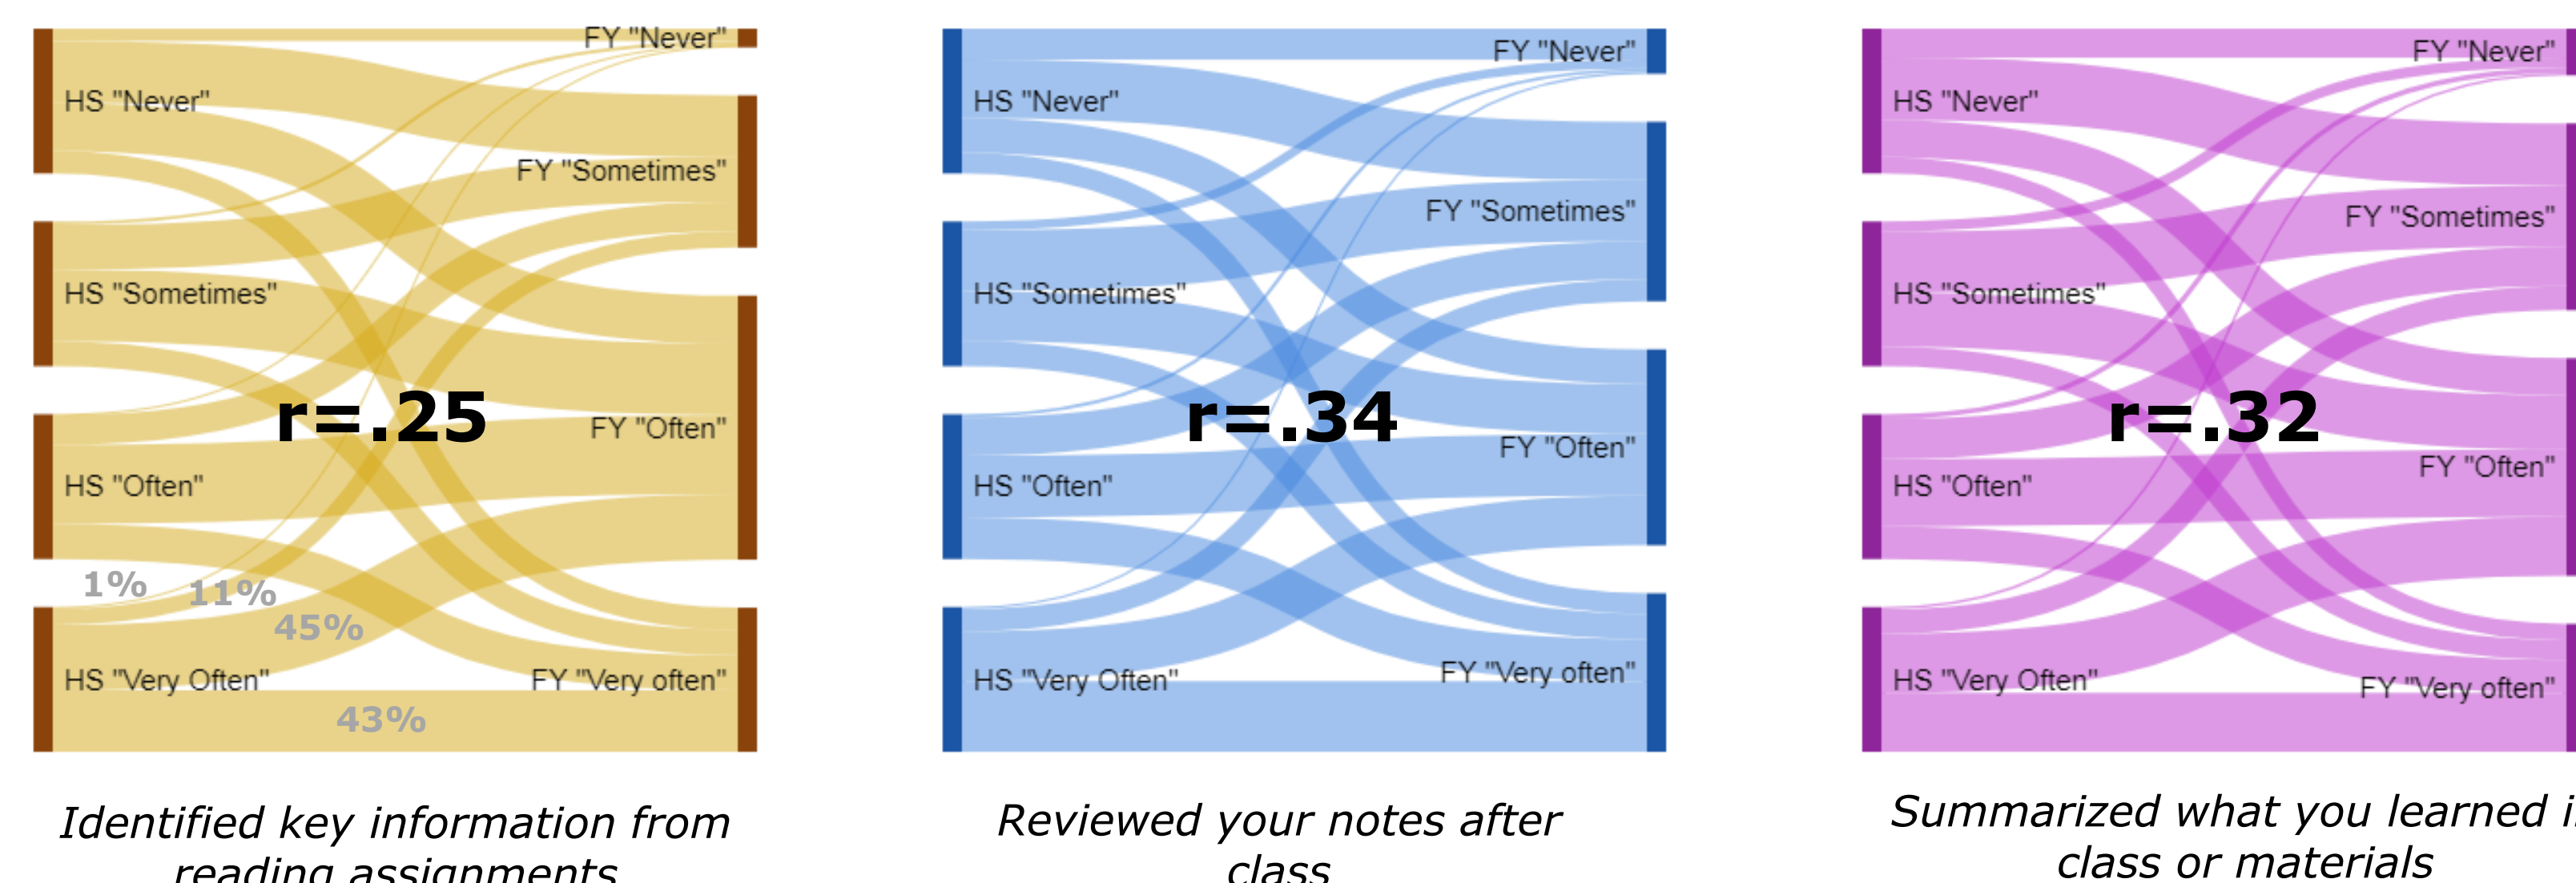 FY "Never"
HS "Never"
FY "Sometimes"
HS "Sometimes"
r=.25
FY "Often"
HS "Often"
1%
11%
45%
HS "Very Often"
FY "Very often"
43%
Identified key information from
reading assignments
FY "Never"
HS "Never"
FY "Sometimes"
HS "Sometimes"
r=.34
FY "Often"
HS "Often"
HS "Very Often"
FY "Very often"
Reviewed your notes after
class
FY "Never"
HS "Never"
FY "Sometimes"
HS "Sometimes"
r=.32
FY "Often"
HS "Often"
HS "Very Often"
FY "Very often"
Summarized what you learned
class or materials